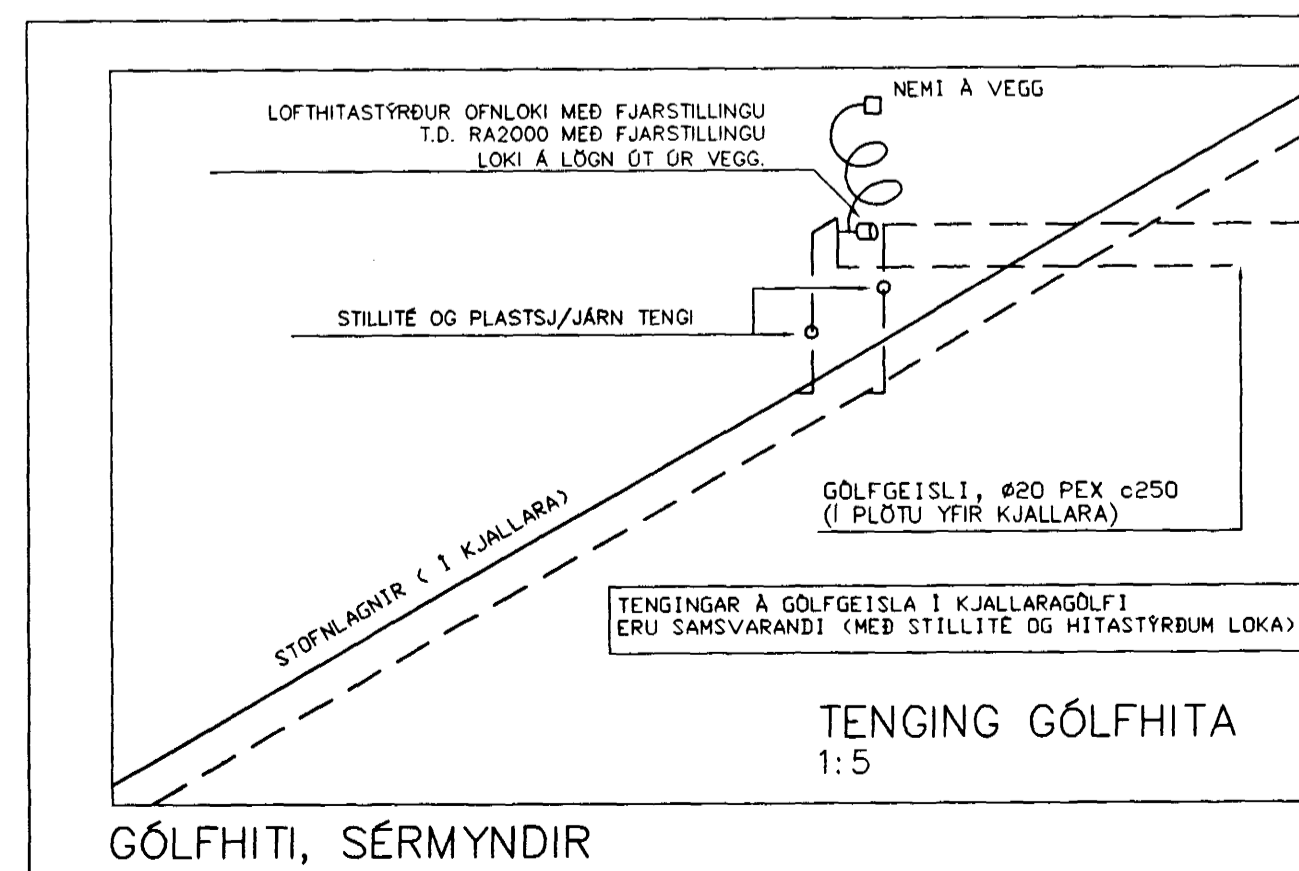 LOFTHITASTÝRÐUR OFNLOKI MEÐ FJARSTILLINGU
T.D. RA2000 MEÐ FJARSTILLINGU
LOKI Á LÖGN ÚT ÚR VEGG.
NEMI Á VEGG
STILLITÉ OG PLASTSJ/JÁRN TENGI
GÓLFGEISLI, ø20 PEX c250
(Í PLÖTU YFIR KJALLARA)
STOFNLAGNIR ( Í KJALLARA)
TENGINGAR Á GÓLFGEISLA Í KJALLARAGÓLFI
ERU SAMSVARANDI (MEÐ STILLITÉ OG HITASTÝRÐUM LOKA)
TENGING GÓLFHITA
1:5
GÓLFHITI, SÉRMYNDIR